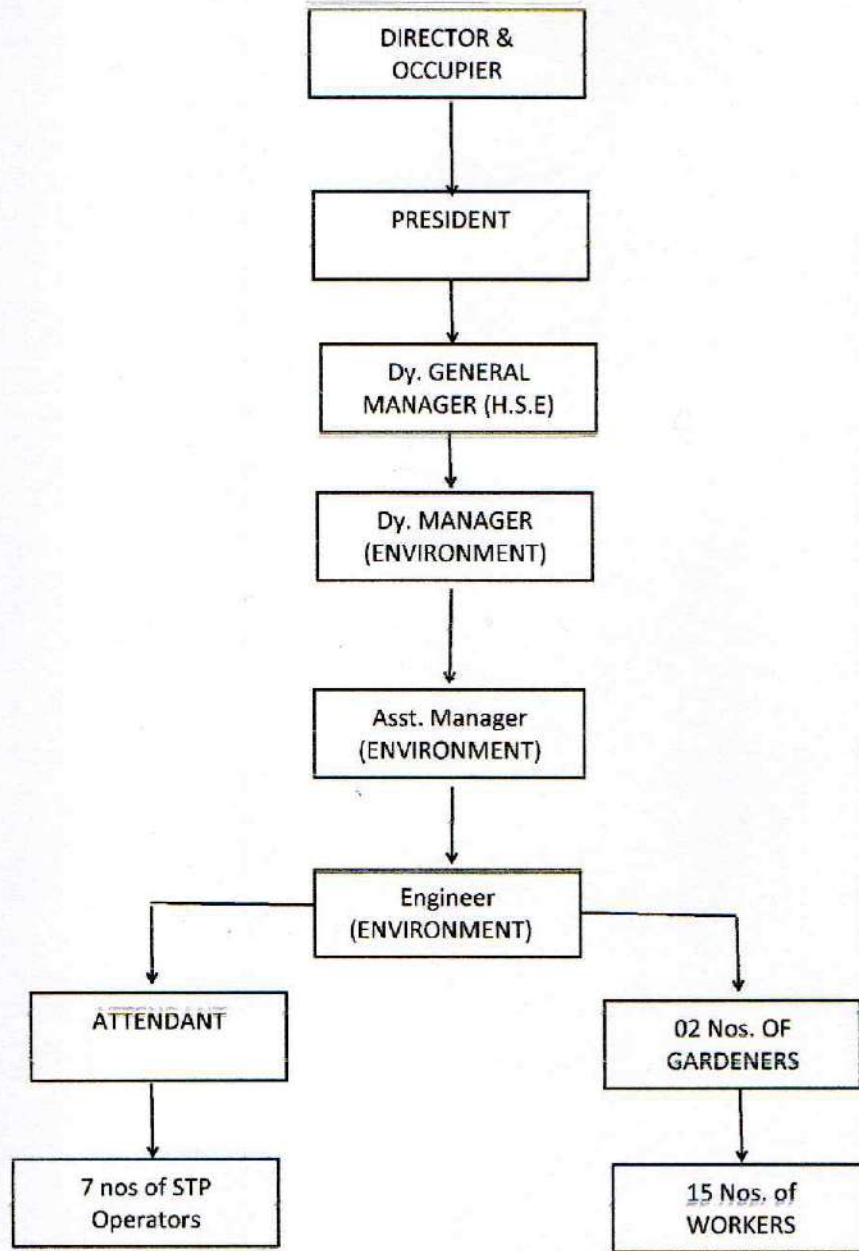 DIRECTOR &
OCCUPIER
PRESIDENT
Dy. GENERAL
MANAGER (H.S.E)
Dy. MANAGER
(ENVIRONMENT)
Asst. Manager
(ENVIRONMENT)
Engineer
(ENVIRONMENT)
ATTENDANT
02 Nos. OF
GARDENERS
7 nos of STP
Operators
15 Nos. of
WORKERS